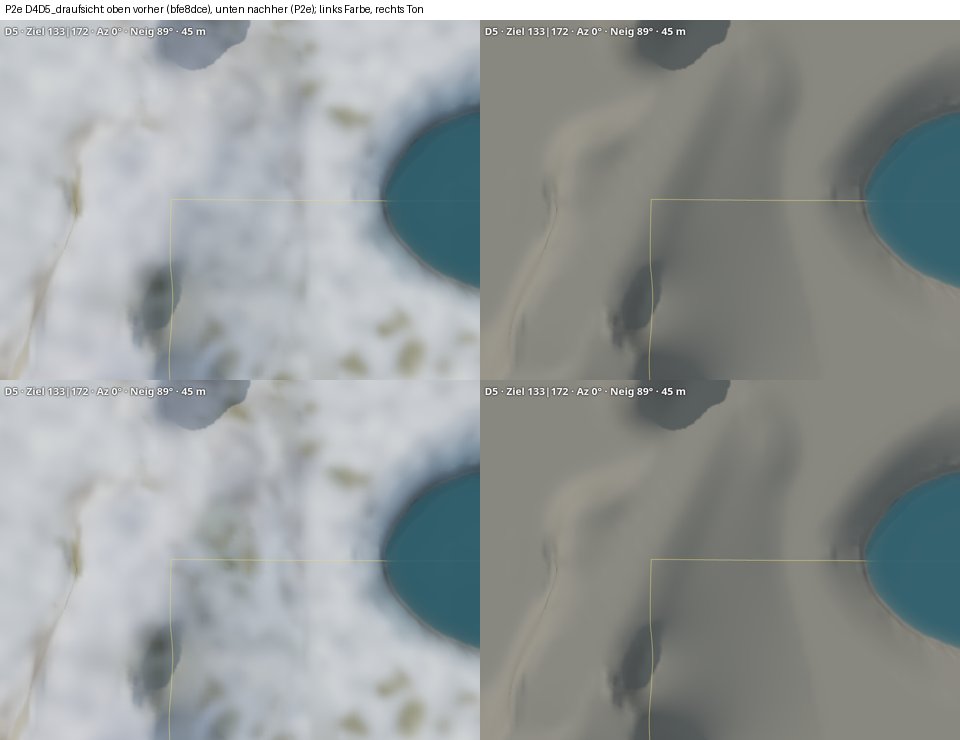 P2e D4D5_draufsicht: oben vorher (bfe8dce), unten nachher (P2e); links Farbe, rechts Ton
D5 · Ziel 133|172 · Az 0° · Neig 89° · 45 m
D5 · Ziel 133|172 · Az 0° · Neig 89° · 45 m
D5 · Ziel 133|172 · Az 0° · Neig 89° · 45 m
D5 · Ziel 133|172 · Az 0° · Neig 89° · 45 m